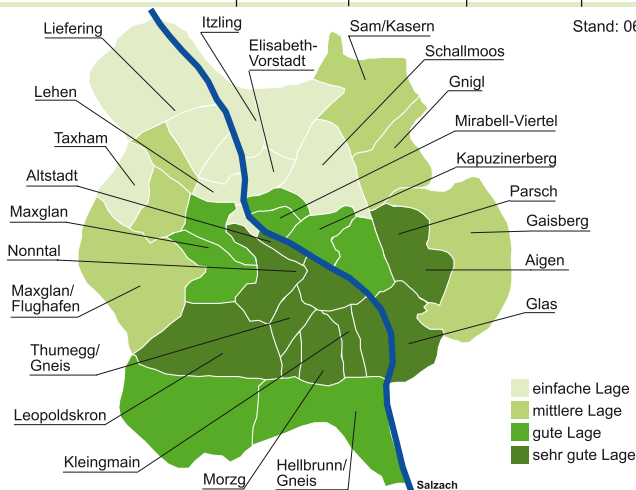 Stand: 06
Liefering
Itzling
Elisabeth-
Vorstadt
Sam/Kasern
Schallmoos
Gnigl
Lehen
Mirabell-Viertel
Taxham
Kapuzinerberg
Altstadt
Parsch
Maxglan
Gaisberg
Nonntal
Aigen
Maxglan/
Flughafen
Glas
Thumegg/
Gneis
Leopoldskron
Kleingmain
Morzg
Hellbrunn/
Gneis
Salzach
einfache Lage
mittlere Lage
gute Lage
sehr gute Lage